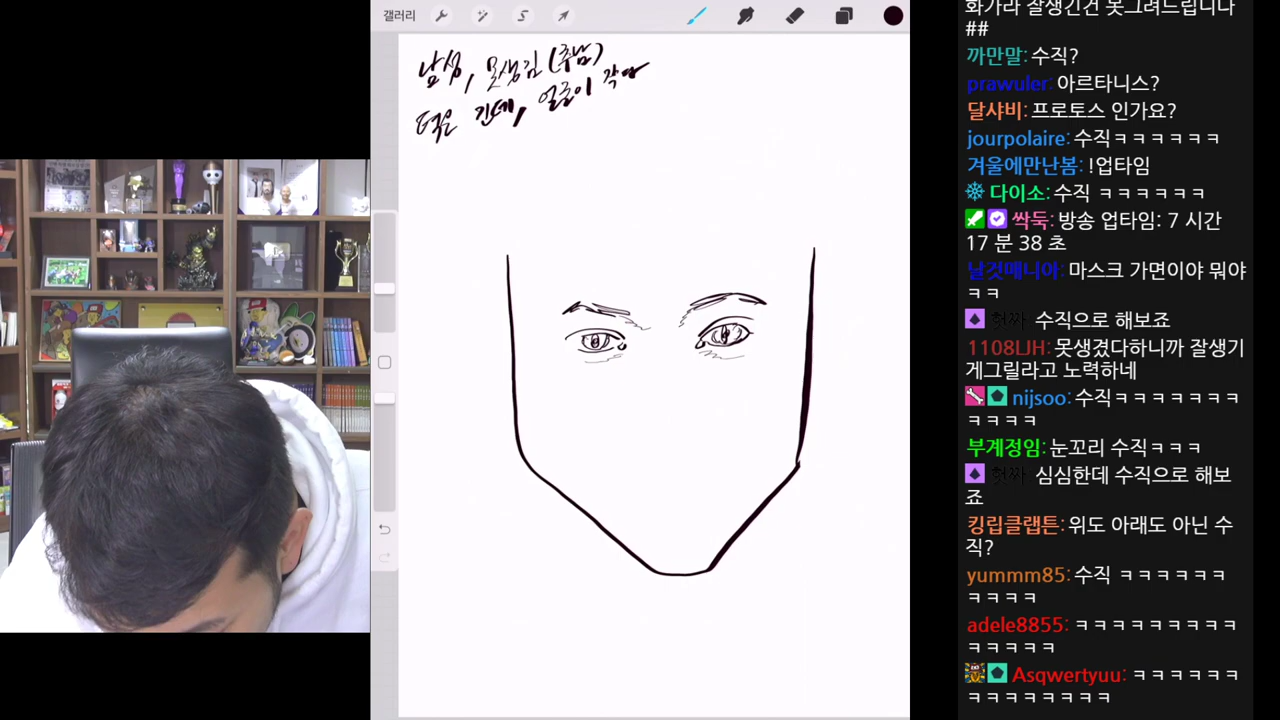 갤러리
남성, 못생김(추남)
턱은 긴데, 얼굴이 각짐
화가라 잘생긴건 못그려드립니다
##
까만말: 수직?
prawuler: 아르타니스?
달샤비: 프로토스 인가요?
jourpolaire: 수직ㅋㅋㅋㅋㅋㅋ
겨울에만난봄: !업타임
다이소: 수직 ㅋㅋㅋㅋㅋㅋ
싹둑: 방송 업타임: 7 시간
17 분 38 초
닐것매니아: 마스크 가면이야 뭐야
ㅋㅋ
수직으로 해보죠
1108LJH: 못생겼다하니까 잘생기
게그릴라고 노력하네
nijsoo: 수직ㅋㅋㅋㅋㅋㅋㅋ
ㅋㅋㅋㅋ
부계정임: 눈꼬리 수직ㅋㅋㅋ
심심한데 수직으로 해보
죠
킹립클랩튼: 위도 아래도 아닌 수
직?
yummm85: 수직 ㅋㅋㅋㅋㅋㅋ
ㅋㅋㅋㅋ
adele8855: ㅋㅋㅋㅋㅋㅋㅋㅋㅋ
ㅋㅋㅋㅋㅋ
Asqwertyuu: ㅋㅋㅋㅋㅋㅋ
ㅋㅋㅋㅋㅋㅋㅋㅋ